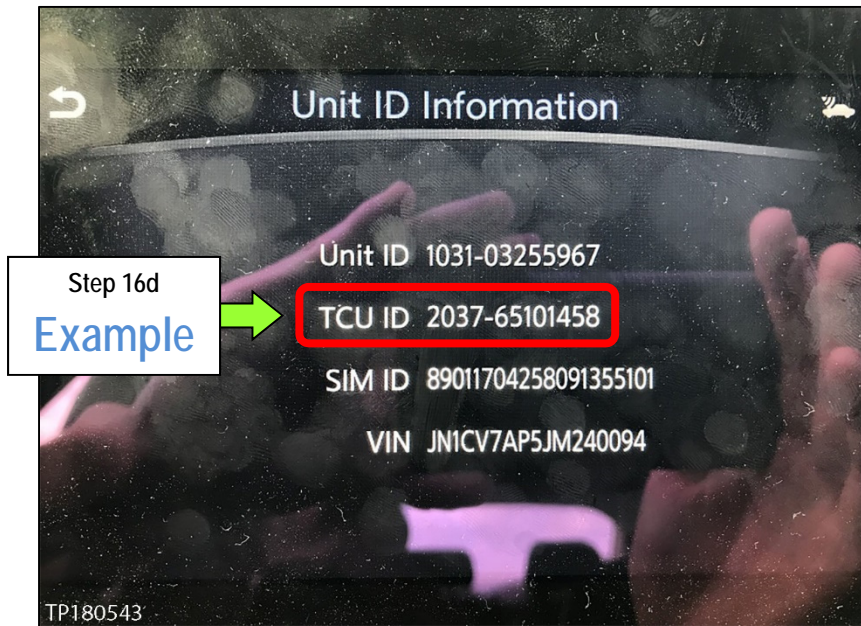 Unit ID Information
Unit ID 1031-03255967
Step 16d
Example
TCU ID 2037-65101458
SIM ID 89011704258091355101
VIN JN1CV7AP5JM240094
TP180543